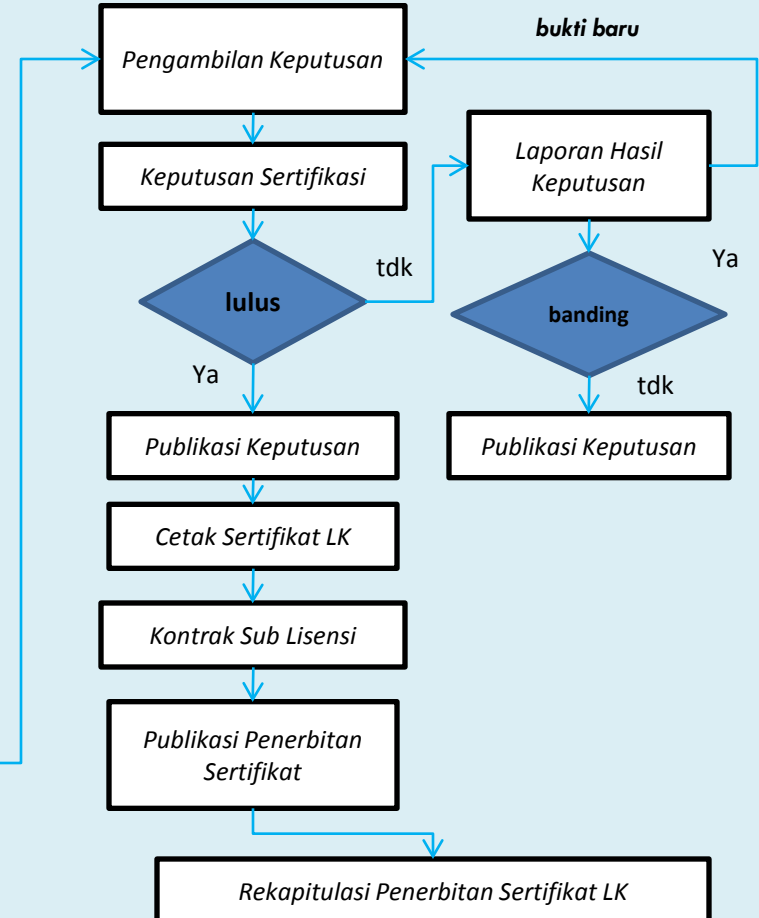 bukti baru
Pengambilan Keputusan
Laporan Hasil
Keputusan
Keputusan Sertifikasi
tdk
Ya
lulus
banding
Ya
tdk
Publikasi Keputusan
Publikasi Keputusan
Cetak Sertifikat LK
Kontrak Sub Lisensi
Publikasi Penerbitan
Sertifikat
Rekapitulasi Penerbitan Sertifikat LK